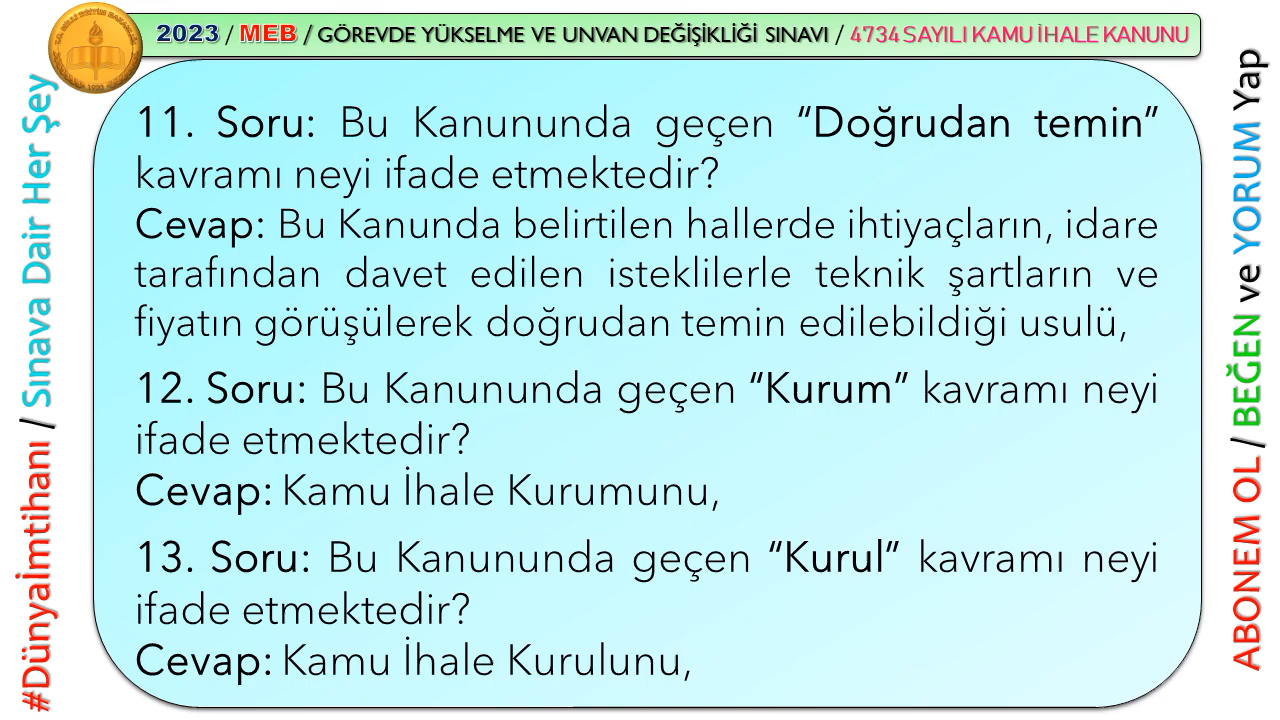 2023 / MEB / GÖREVDE YÜKSELME VE UNVAN DEĞİŞİKLİĞİ SINAVI / 4734 SAYILI KAMU İHALE KANUNU
#Dünyaİmtihanı / Sınava Dair Her Şey
11. Soru: Bu Kanununda geçen “Doğrudan temin”
kavramı neyi ifade etmektedir?
Cevap: Bu Kanunda belirtilen hallerde ihtiyaçların, idare
tarafından davet edilen isteklilerle teknik şartların ve
fiyatın görüşülerek doğrudan temin edilebildiği usulü,
12. Soru: Bu Kanununda geçen “Kurum” kavramı neyi
ifade etmektedir?
Cevap: Kamu İhale Kurumunu,
13. Soru: Bu Kanununda geçen “Kurul” kavramı neyi
ifade etmektedir?
Cevap: Kamu İhale Kurulunu,
ABONEM OL / BEĞEN ve YORUM Yap